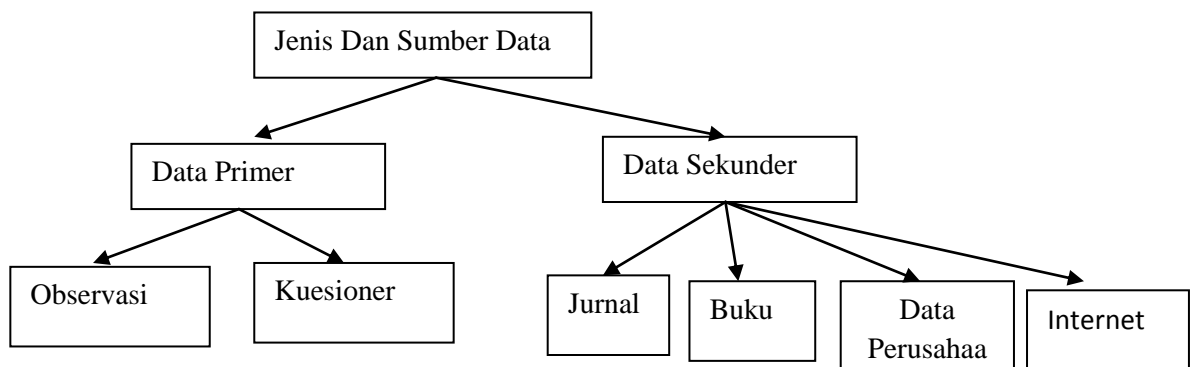 Jenis Dan Sumber Data
Data Primer
Data Sekunder
Observasi
Kuesioner
Jurnal
Buku
Data
Perusahaa
Internet